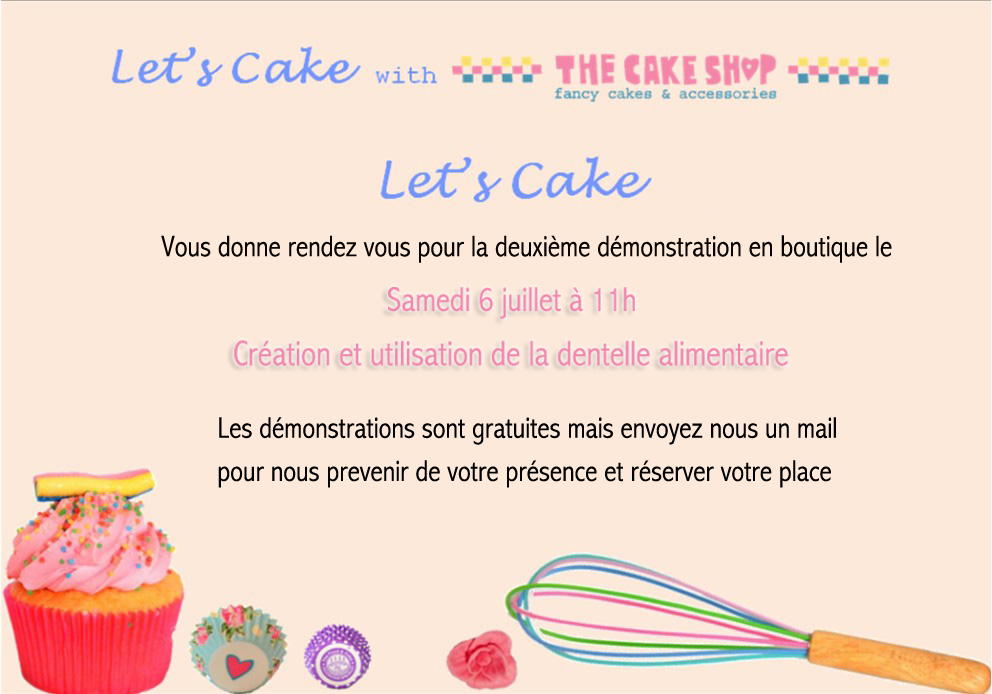 Let's Cake with THE CAKE SHOP
fancy cakes & accessories
Let's Cake
Vous donne rendez vous pour la deuxième démonstration en boutique le
Samedi 6 juillet à 11h
Création et utilisation de la dentelle alimentaire
Les démonstrations sont gratuites mais envoyez nous un mail
pour nous prevenir de votre présence et réserver votre place